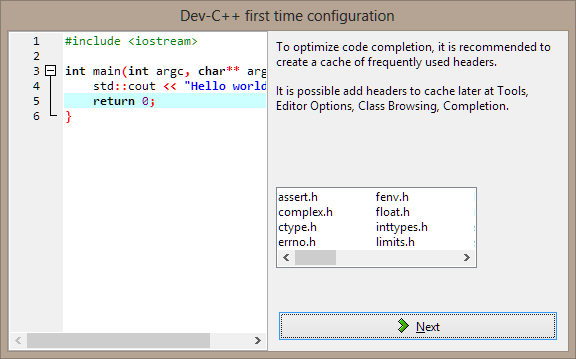 Dev-C++ first time configuration
1 #include <iostream>
2
3 int main(int argc, char** arg
4 std::cout << "Hello world
5 return 0;
6 }
To optimize code completion, it is recommended to
create a cache of frequently used headers.
It is possible add headers to cache later at Tools,
Editor Options, Class Browsing, Completion.
assert.h fenv.h
complex.h float.h
ctype.h inttypes.h
errno.h limits.h
Next